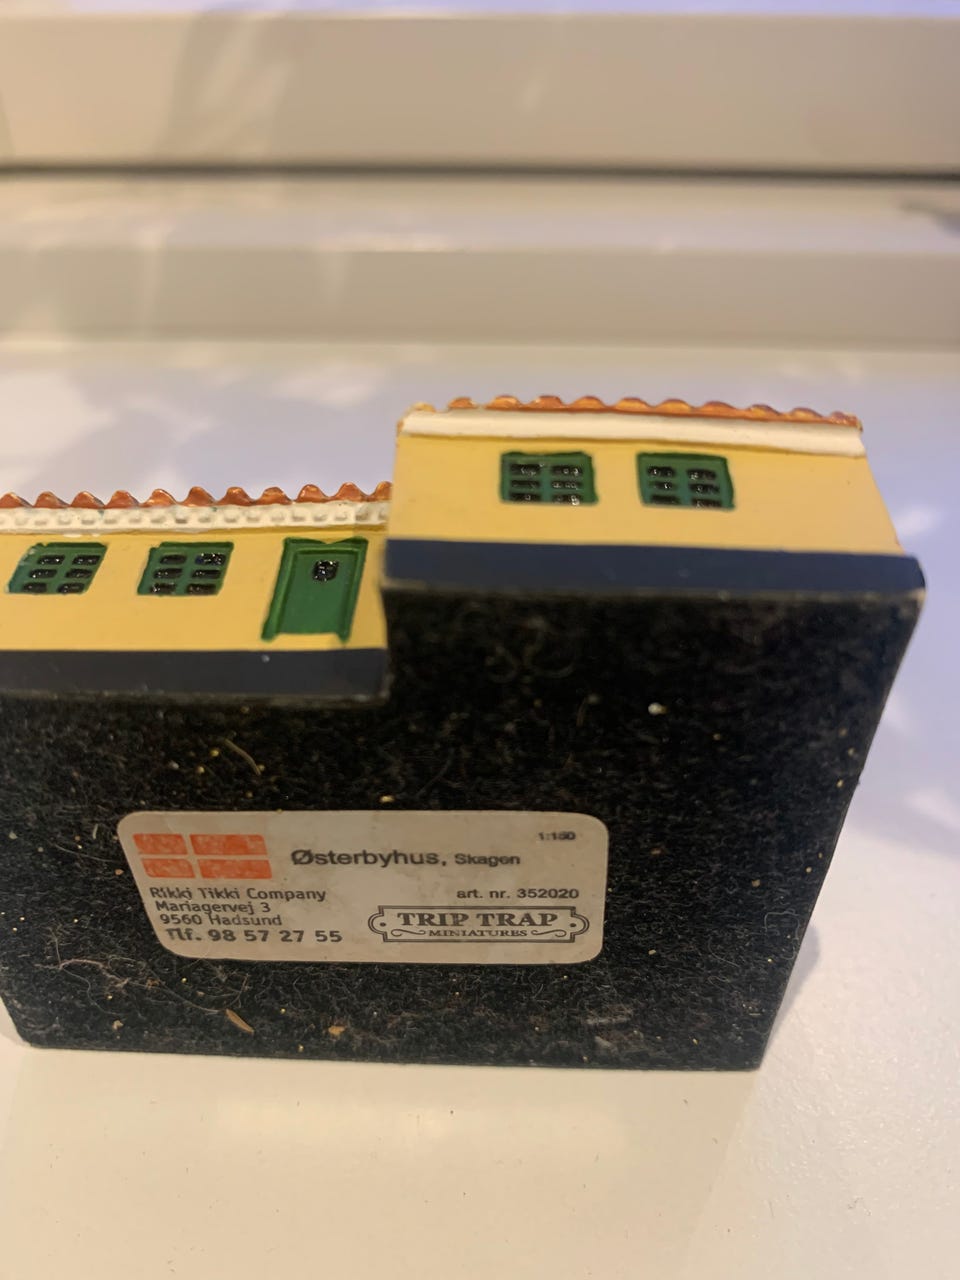 1:160
Østerbyhus, Skagen
Rikki Tikki Company
Mariagervej 3
9560 Hadsund
Tlf. 98 57 27 55
art. nr. 352020
TRIP TRAP
MINIATURES